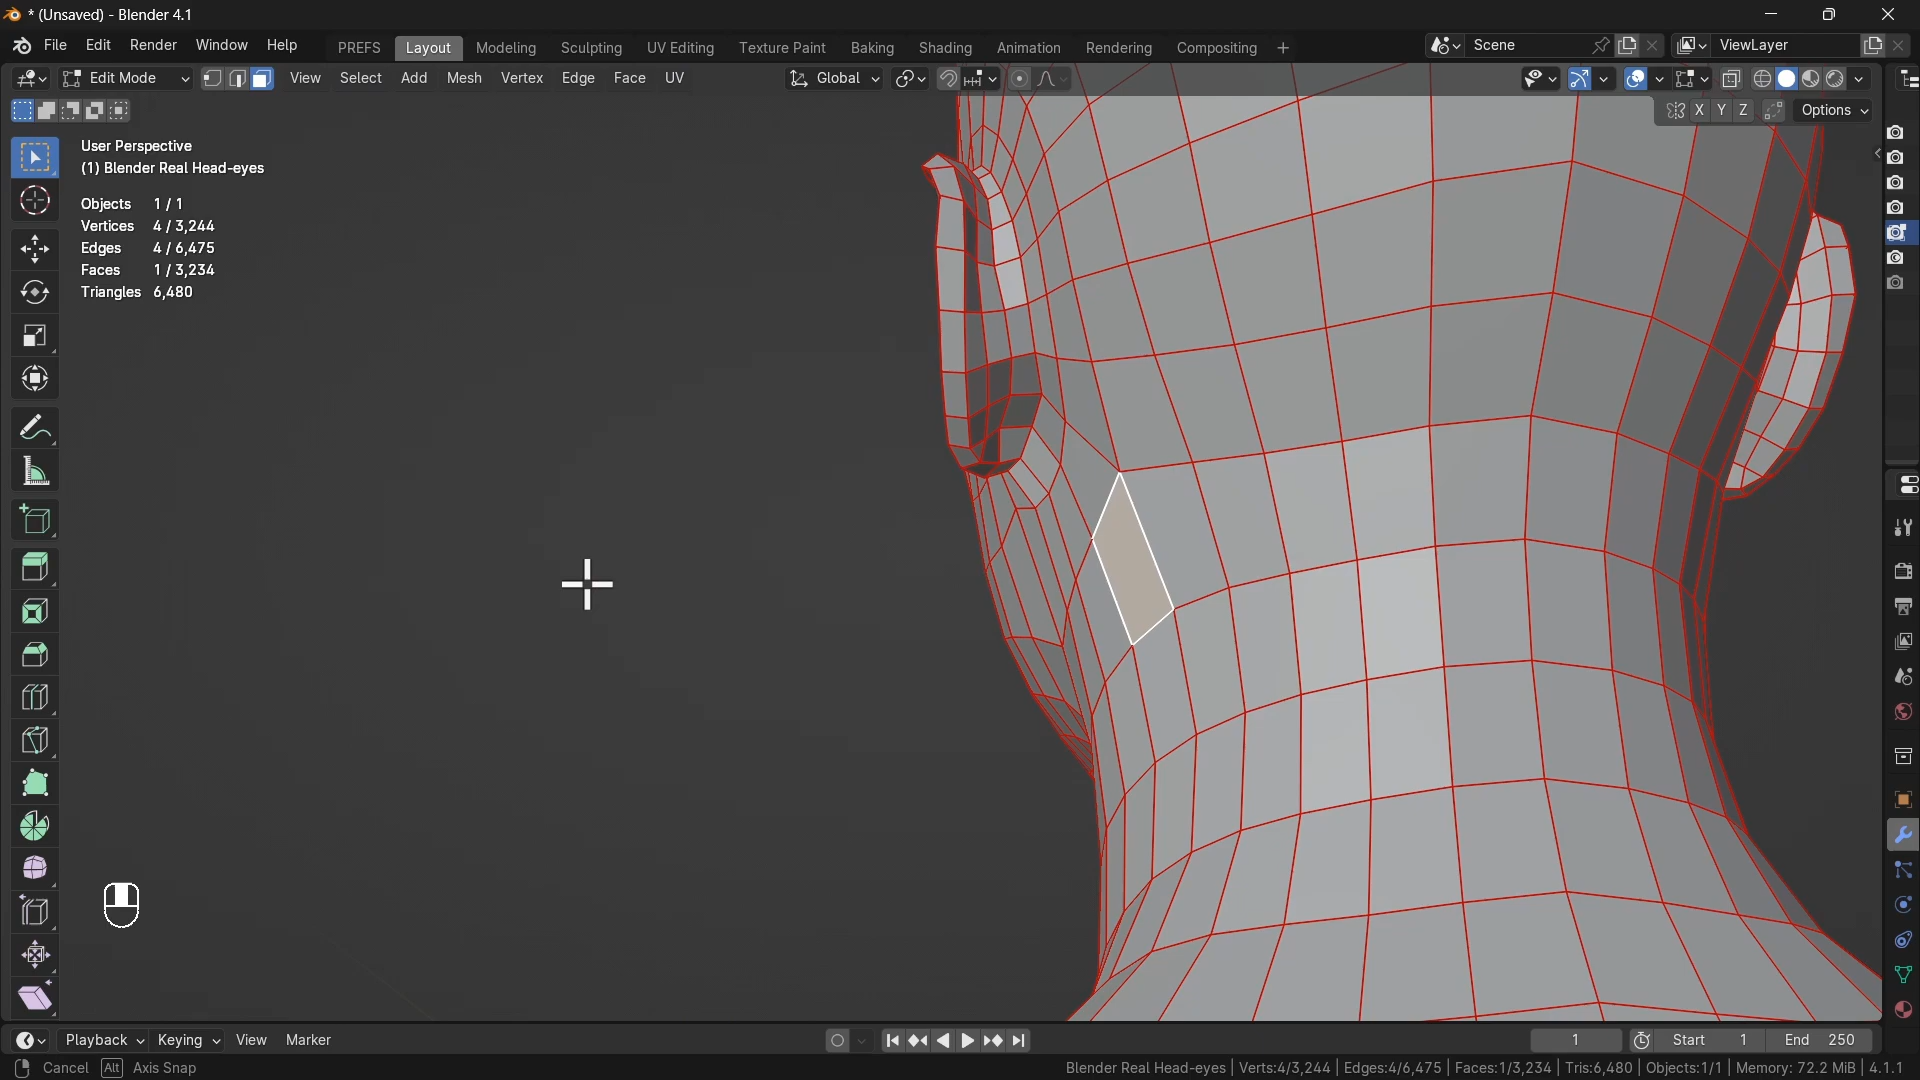 * (Unsaved) - Blender 4.1
File Edit Render Window Help PREFS Layout Modeling Sculpting UV Editing Texture Paint Baking Shading Animation Rendering Compositing + Scene ViewLayer
Edit Mode View Select Add Mesh Vertex Edge Face UV Global
X Y Z Options
User Perspective
(1) Blender Real Head-eyes
Objects 1 / 1
Vertices 4 / 3,244
Edges 4 / 6,475
Faces 1 / 3,234
Triangles 6,480
Playback Keying View Marker 1 Start 1 End 250
Cancel Alt Axis Snap Blender Real Head-eyes | Verts:4/3,244 | Edges:4/6,475 | Faces:1/3,234 | Tris:6,480 | Objects:1/1 | Memory: 72.2 MiB | 4.1.1